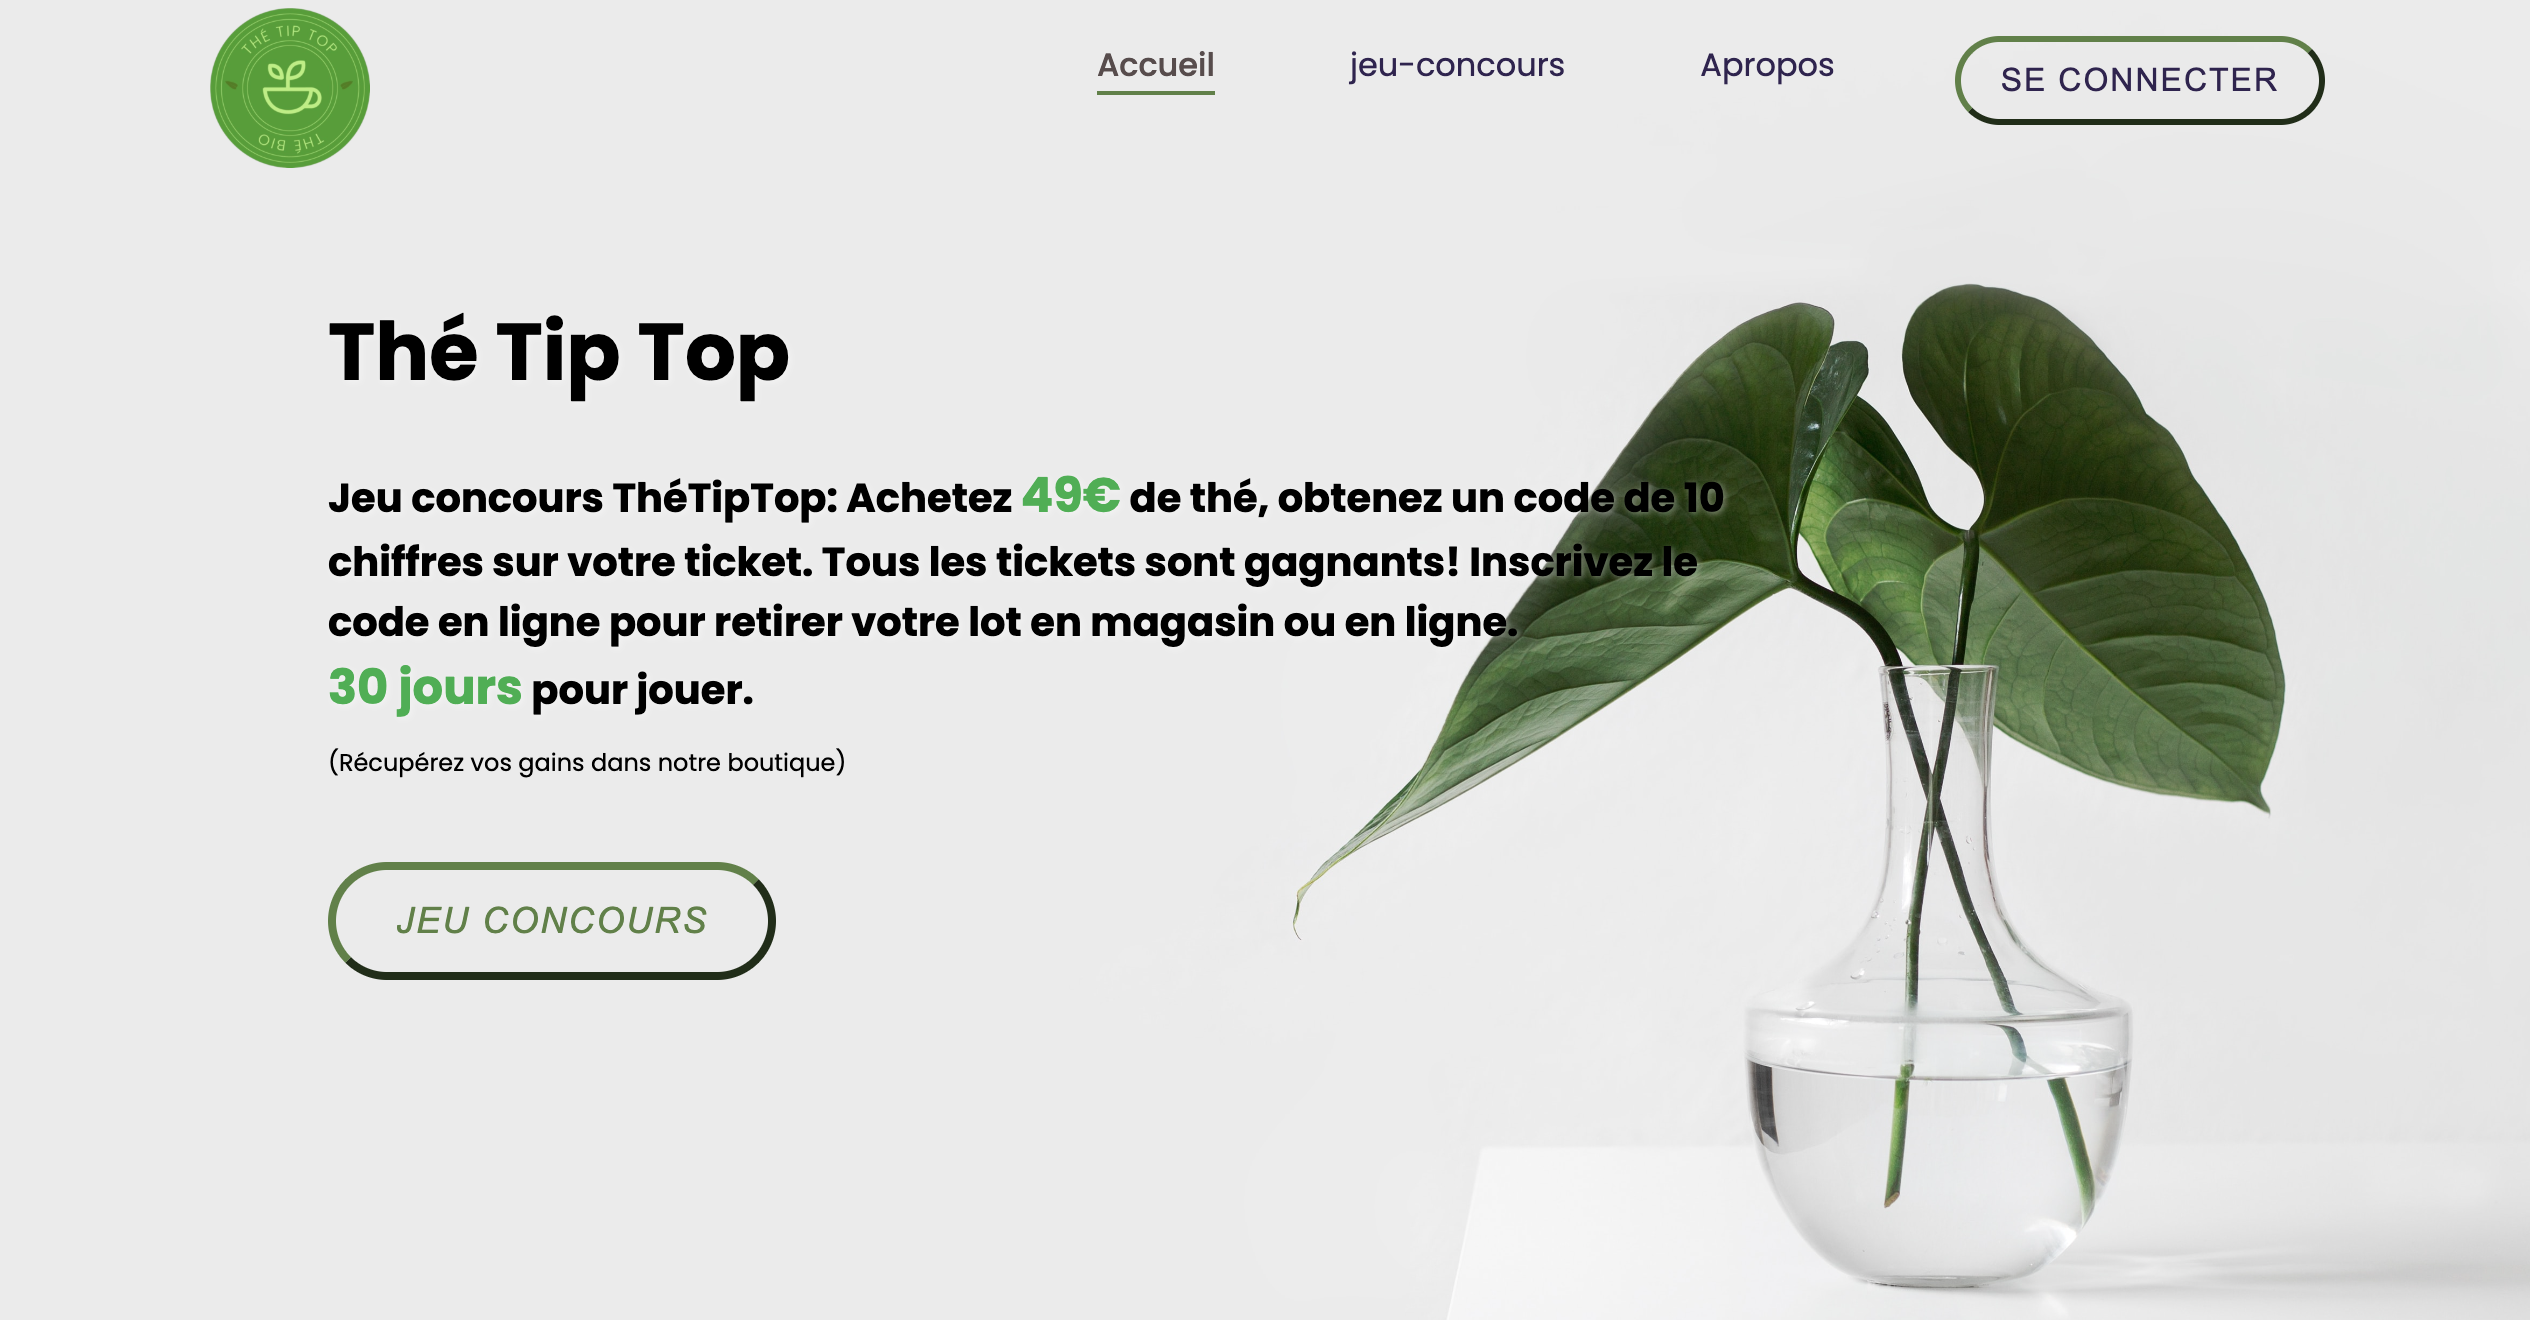 THÉ TIP TOP
THÉ BIO
Accueil
jeu-concours
Apropos
SE CONNECTER
Thé Tip Top
Jeu concours ThéTipTop: Achetez 49€ de thé, obtenez un code de 10
chiffres sur votre ticket. Tous les tickets sont gagnants! Inscrivez le
code en ligne pour retirer votre lot en magasin ou en ligne.
30 jours pour jouer.
(Récupérez vos gains dans notre boutique)
JEU CONCOURS